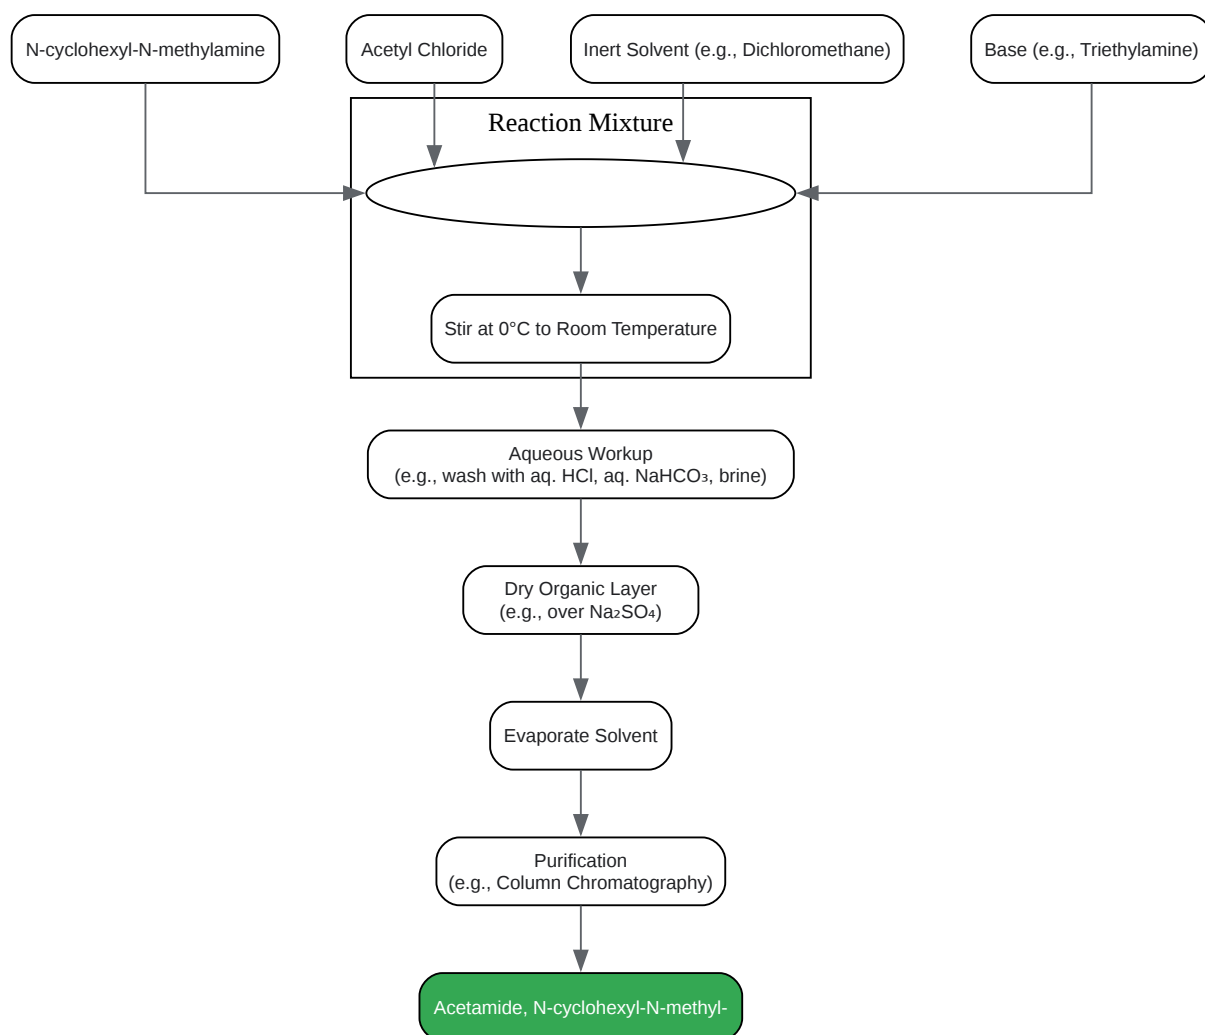 N-cyclohexyl-N-methylamine
Acetyl Chloride
Inert Solvent (e.g., Dichloromethane)
Base (e.g., Triethylamine)
Reaction Mixture
Stir at 0°C to Room Temperature
Aqueous Workup
(e.g., wash with aq. HCl, aq. NaHCO₃, brine)
Dry Organic Layer
(e.g., over Na₂SO₄)
Evaporate Solvent
Purification
(e.g., Column Chromatography)
Acetamide, N-cyclohexyl-N-methyl-